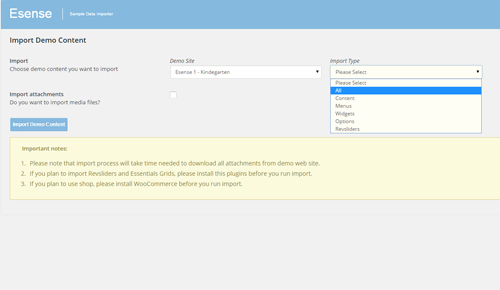 Esense
Sample Data Importer
Import Demo Content
Import
Choose demo content you want to import
Demo Site
Esense 1 - Kindegarten
Import Type
Please Select
Please Select
All
Content
Menus
Widgets
Options
Revsliders
Import attachments
Do you want to import media files?
Import Demo Content
Important notes:
1. Please note that import process will take time needed to download all attachments from demo web site.
2. If you plan to import Revsliders and Essentials Grids, please install this plugins before you run import.
3. If you plan to use shop, please install WooCommerce before you run import.